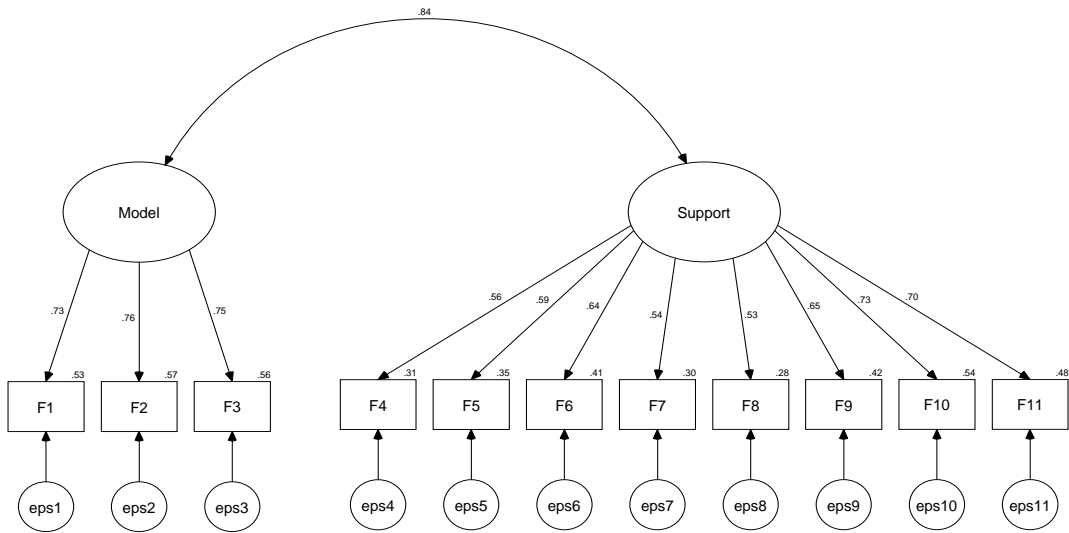 .84
Model
Support
.73
.76
.75
.56
.59
.64
.54
.53
.65
.73
.70
.53
.57
.56
.31
.35
.41
.30
.28
.42
.54
.48
F1
F2
F3
F4
F5
F6
F7
F8
F9
F10
F11
eps1
eps2
eps3
eps4
eps5
eps6
eps7
eps8
eps9
eps10
eps11